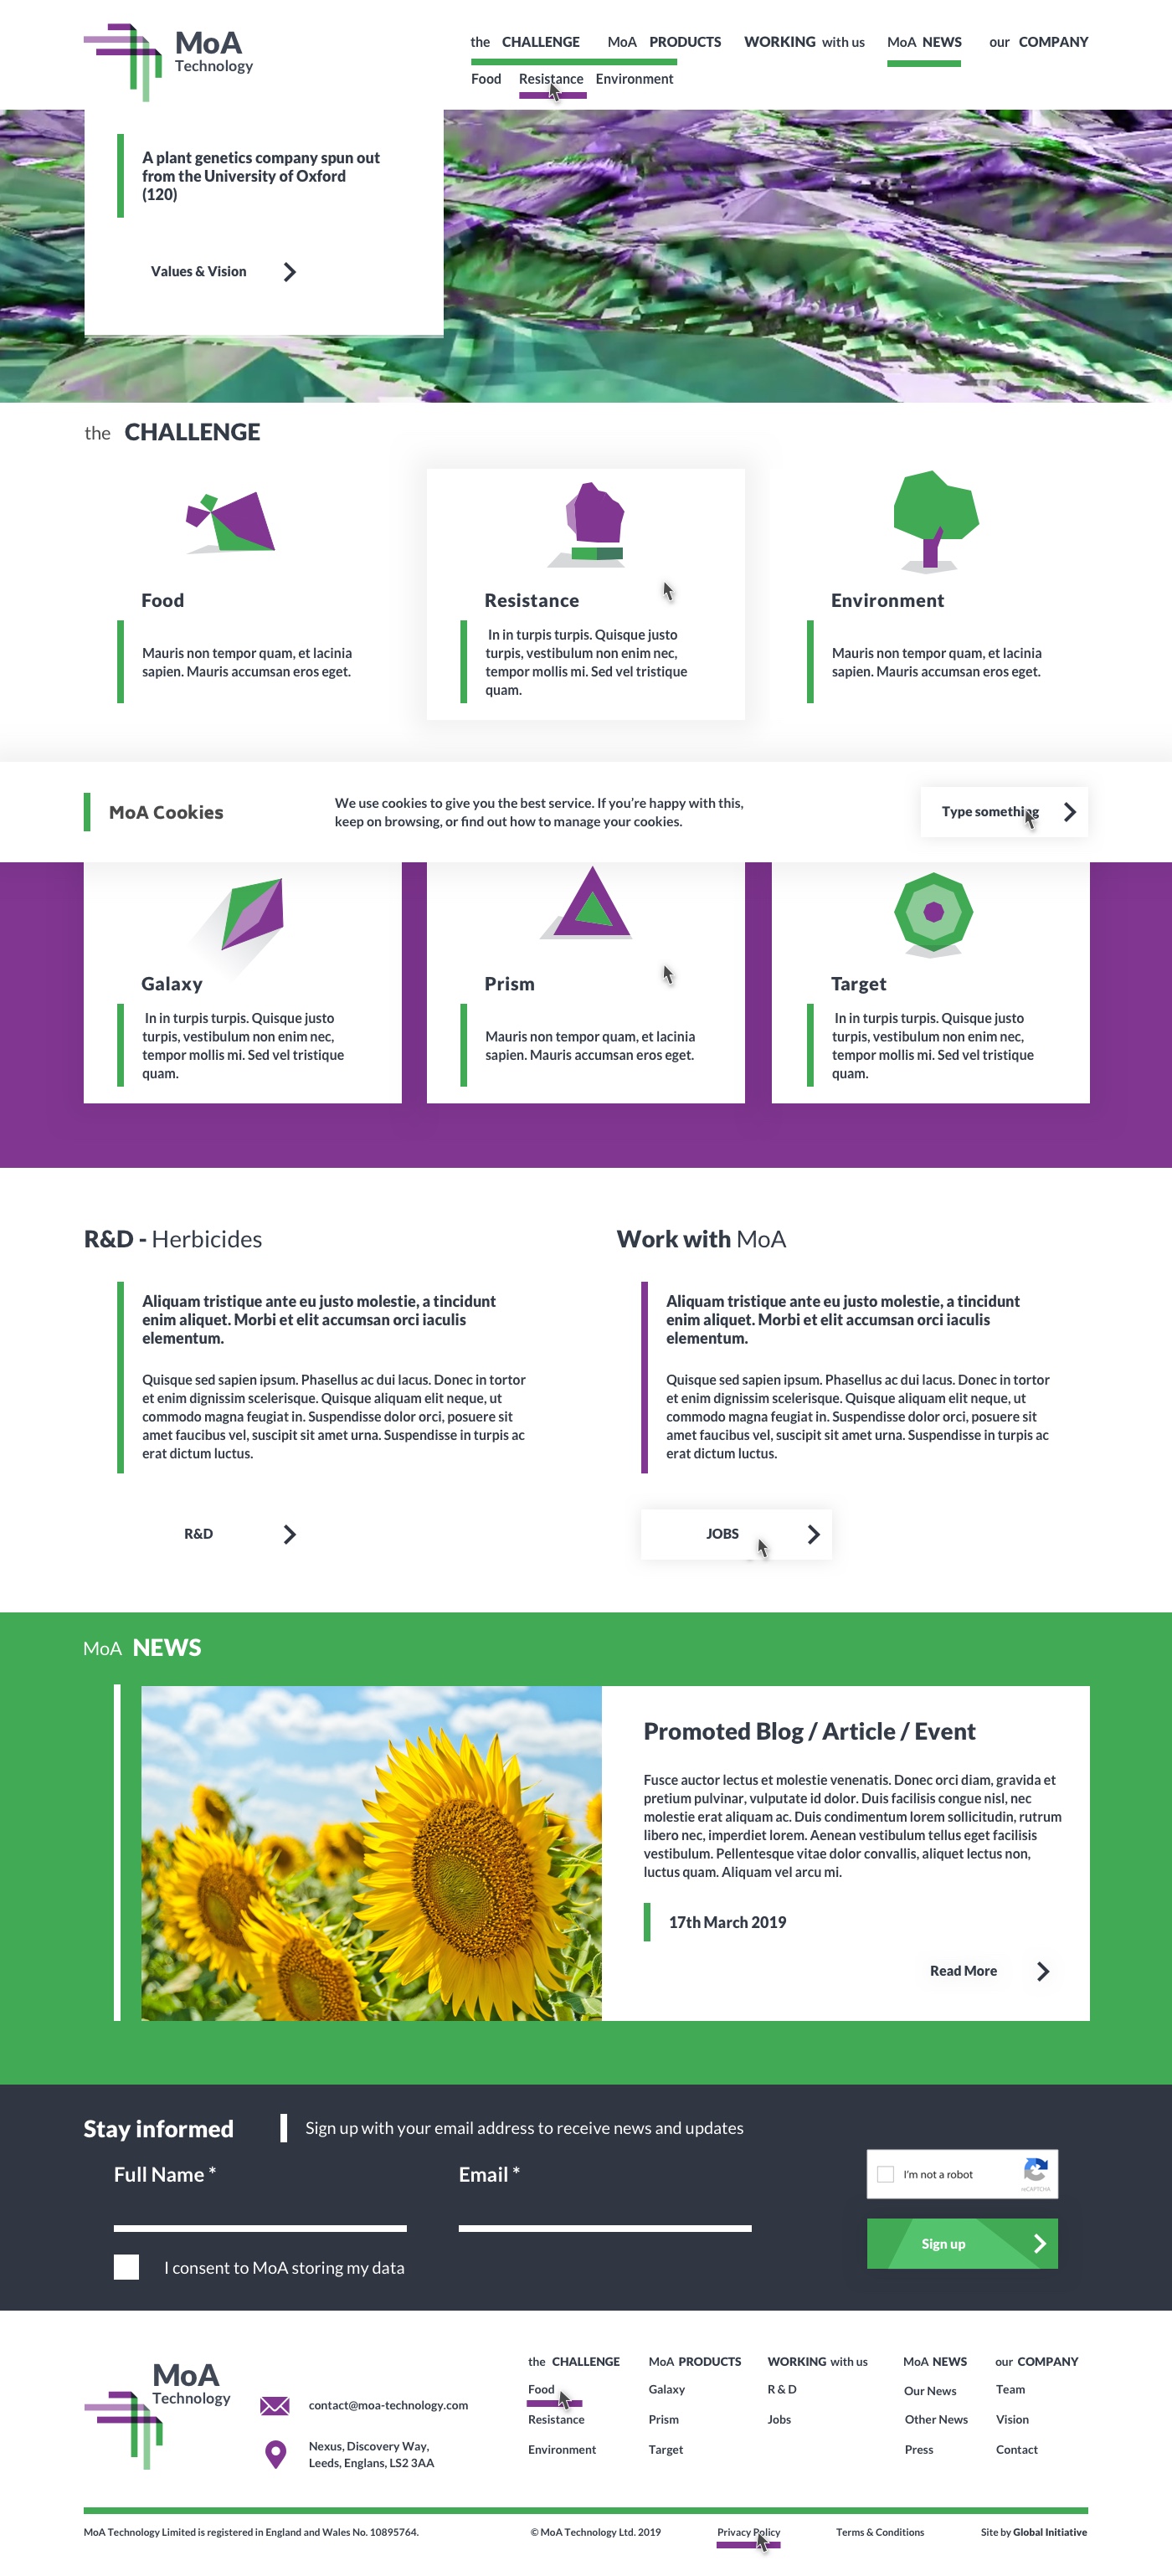 MoA
Technology
the CHALLENGE MoA PRODUCTS WORKING with us MoA NEWS our COMPANY
Food Resistance Environment
A plant genetics company spun out
from the University of Oxford
(120)
Values & Vision
the CHALLENGE
Food
Mauris non tempor quam, et lacinia
sapien. Mauris accumsan eros eget.
Resistance
In in turpis turpis. Quisque justo
turpis, vestibulum non enim nec,
tempor mollis mi. Sed vel tristique
quam.
Environment
Mauris non tempor quam, et lacinia
sapien. Mauris accumsan eros eget.
MoA Cookies
We use cookies to give you the best service. If you're happy with this,
keep on browsing, or find out how to manage your cookies.
Type something
Galaxy
In in turpis turpis. Quisque justo
turpis, vestibulum non enim nec,
tempor mollis mi. Sed vel tristique
quam.
Prism
Mauris non tempor quam, et lacinia
sapien. Mauris accumsan eros eget.
Target
In in turpis turpis. Quisque justo
turpis, vestibulum non enim nec,
tempor mollis mi. Sed vel tristique
quam.
R&D - Herbicides
Aliquam tristique ante eu justo molestie, a tincidunt
enim aliquet. Morbi et elit accumsan orci iaculis
elementum.
Quisque sed sapien ipsum. Phasellus ac dui lacus. Donec in tortor
et enim dignissim scelerisque. Quisque aliquam elit neque, ut
commodo magna feugiat in. Suspendisse dolor orci, posuere sit
amet faucibus vel, suscipit sit amet urna. Suspendisse in turpis ac
erat dictum luctus.
R&D
Work with MoA
Aliquam tristique ante eu justo molestie, a tincidunt
enim aliquet. Morbi et elit accumsan orci iaculis
elementum.
Quisque sed sapien ipsum. Phasellus ac dui lacus. Donec in tortor
et enim dignissim scelerisque. Quisque aliquam elit neque, ut
commodo magna feugiat in. Suspendisse dolor orci, posuere sit
amet faucibus vel, suscipit sit amet urna. Suspendisse in turpis ac
erat dictum luctus.
JOBS
MoA NEWS
Promoted Blog / Article / Event
Fusce auctor lectus et molestie venenatis. Donec orci diam, gravida et
pretium pulvinar, vulputate id dolor. Duis facilisis congue nisl, nec
molestie erat aliquam ac. Duis condimentum lorem sollicitudin, rutrum
libero nec, imperdiet lorem. Aenean vestibulum tellus eget facilisis
vestibulum. Pellentesque vitae dolor convallis, aliquet lectus non,
luctus quam. Aliquam vel arcu mi.
17th March 2019
Read More
Stay informed
Sign up with your email address to receive news and updates
Full Name *
Email *
I consent to MoA storing my data
I'm not a robot
reCAPTCHA
Sign up
MoA
Technology
contact@moa-technology.com
Nexus, Discovery Way,
Leeds, Englans, LS2 3AA
the CHALLENGE
Food
Resistance
Environment
MoA PRODUCTS
Galaxy
Prism
Target
WORKING with us
R & D
Jobs
MoA NEWS
Our News
Other News
Press
our COMPANY
Team
Vision
Contact
MoA Technology Limited is registered in England and Wales No. 10895764.
© MoA Technology Ltd. 2019
Privacy Policy
Terms & Conditions
Site by Global Initiative